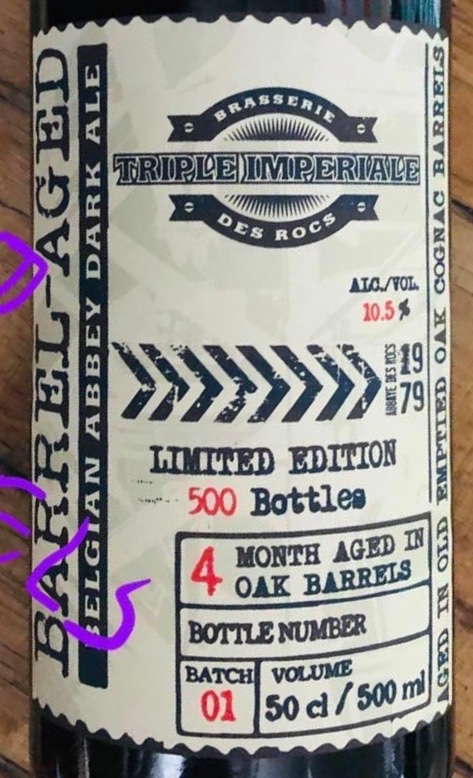 BARREL-AGED
BELGIAN ABBEY DARK ALE
BRASSERIE
TRIPLE IMPERIALE
DES ROCS
ALC./VOL.
10.5%
ABBAYE DES ROCS
19
79
LIMITED EDITION
500 Bottles
4 MONTH AGED IN
OAK BARRELS
BOTTLE NUMBER
BATCH
01
VOLUME
50 cl / 500 ml
AGED IN OLD EMPTIED OAK COGNAC BARRELS